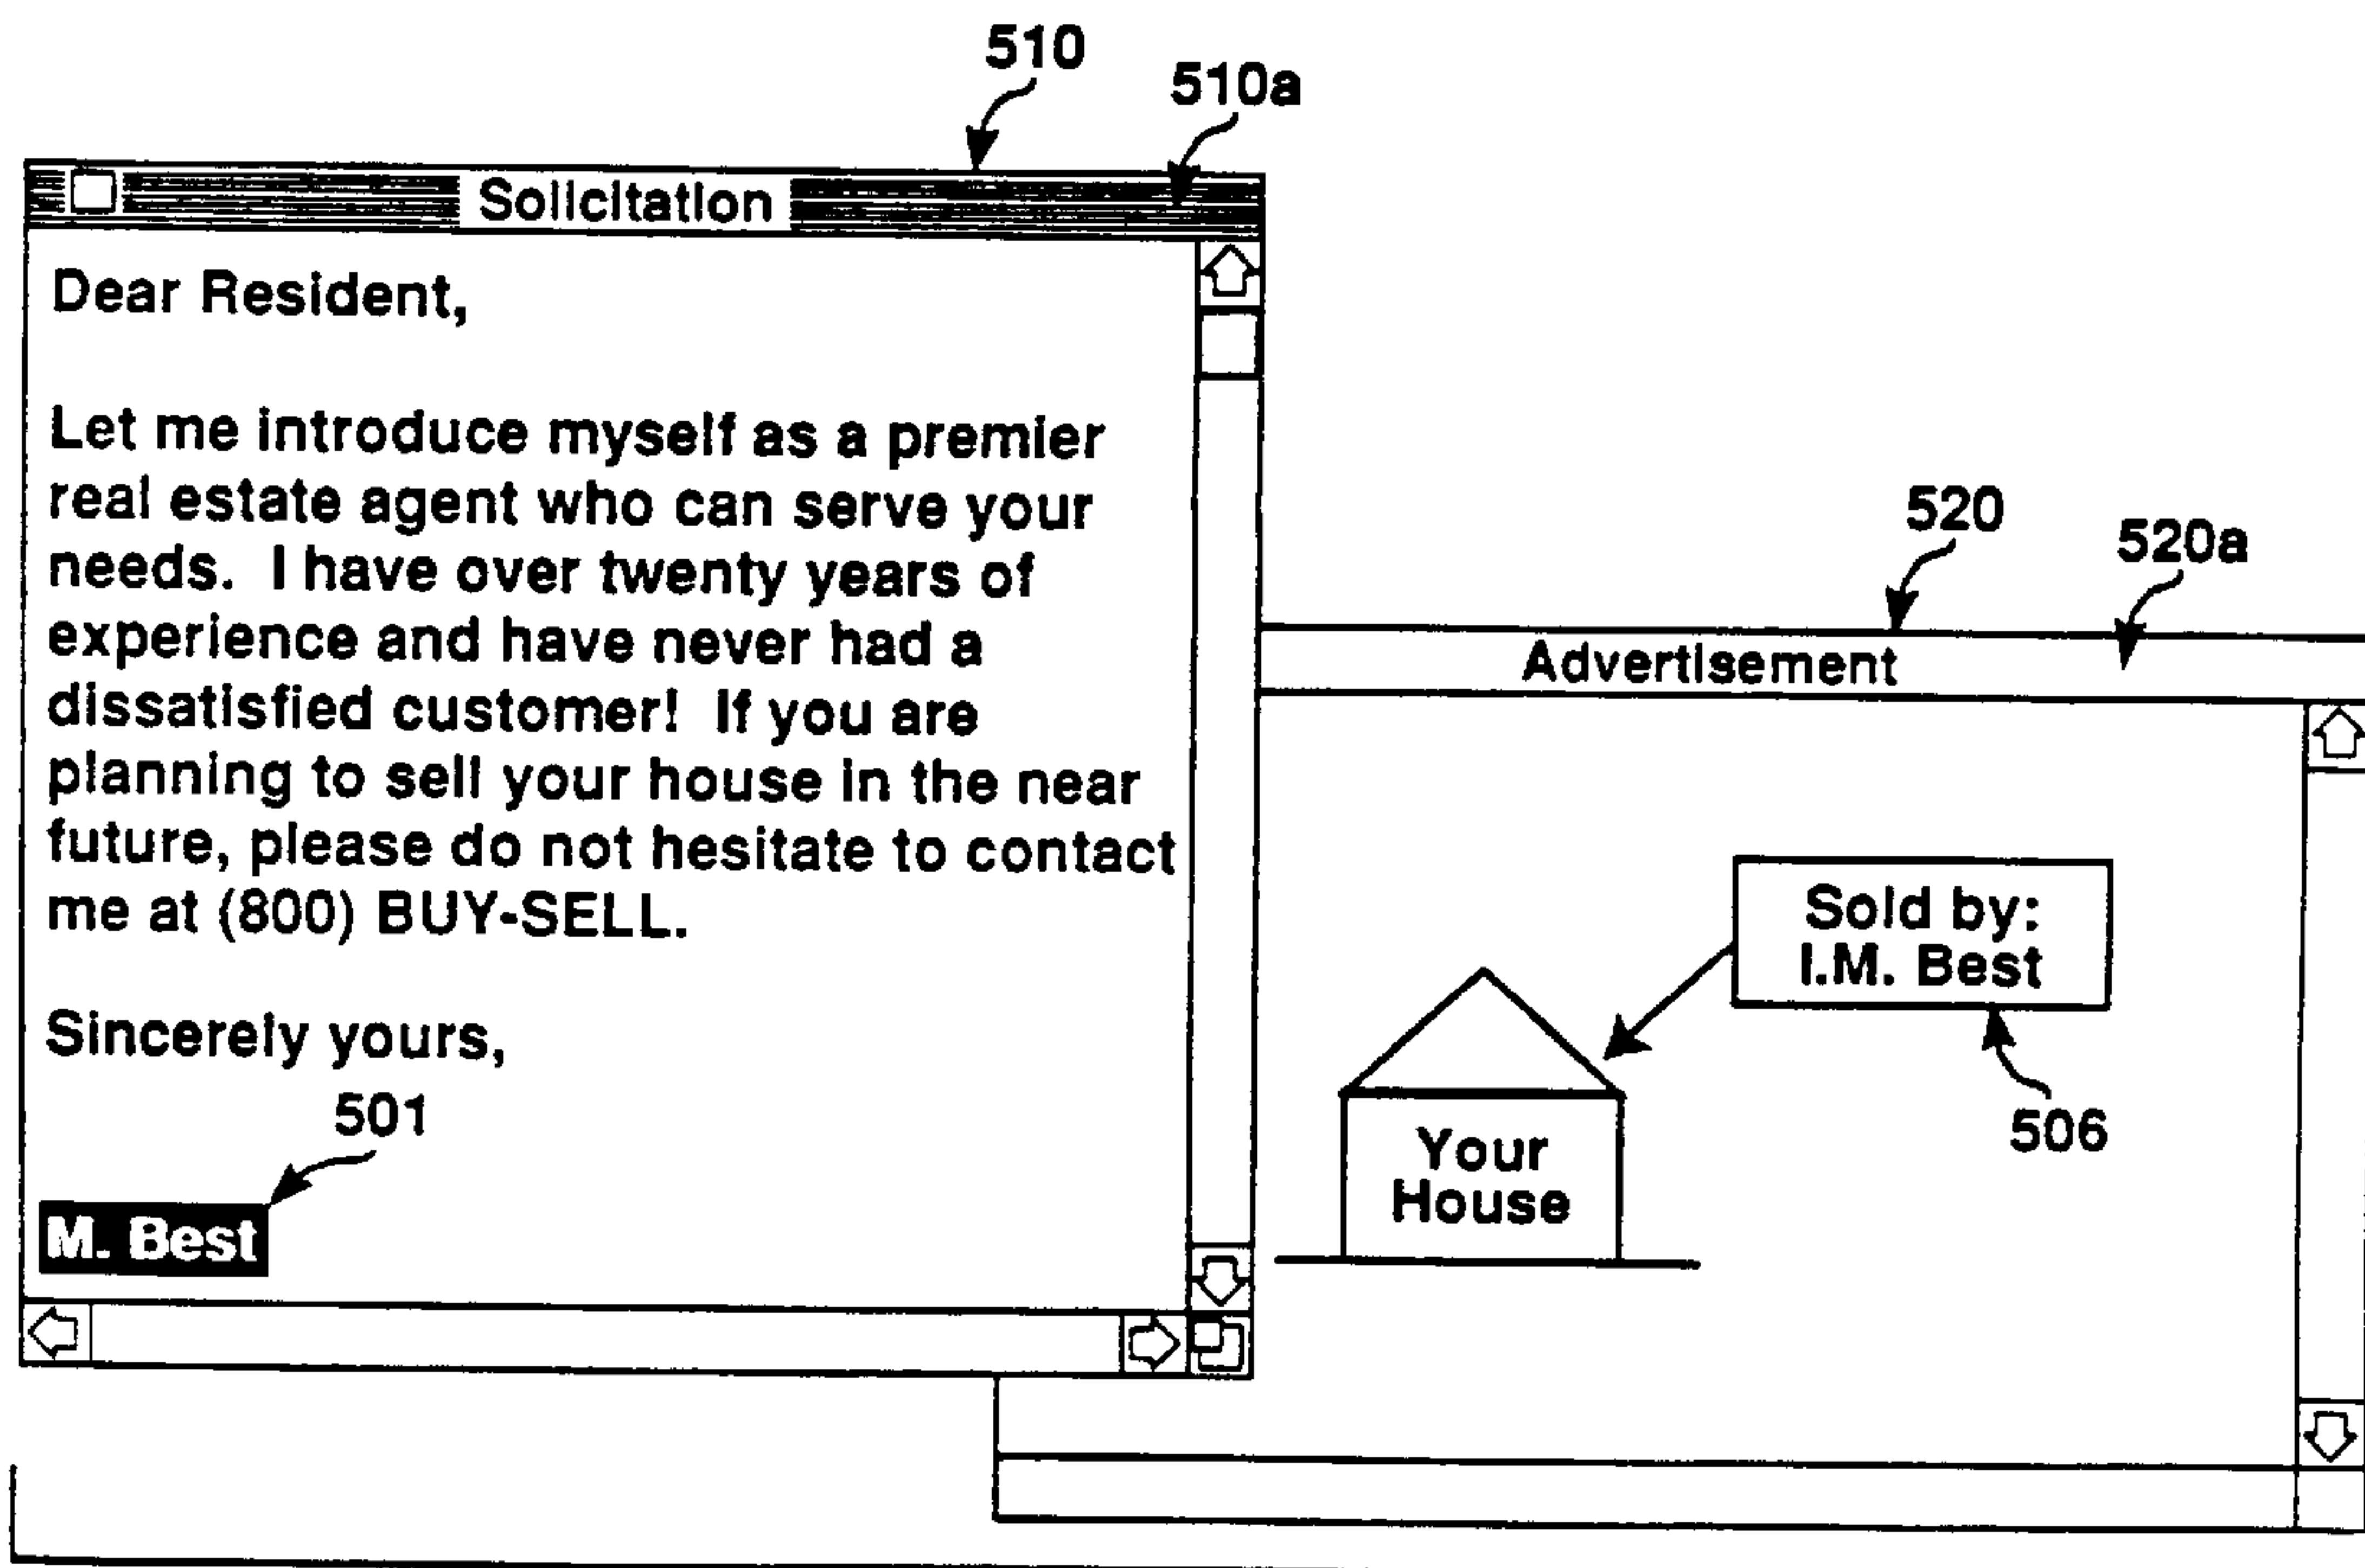 510
510a
Solicitation
Dear Resident,
Let me introduce myself as a premier
real estate agent who can serve your
needs. I have over twenty years of
experience and have never had a
dissatisfied customer! If you are
planning to sell your house in the near
future, please do not hesitate to contact
me at (800) BUY-SELL.
Sincerely yours,
501
M. Best
520
520a
Advertisement
Sold by:
I.M. Best
506
Your
House